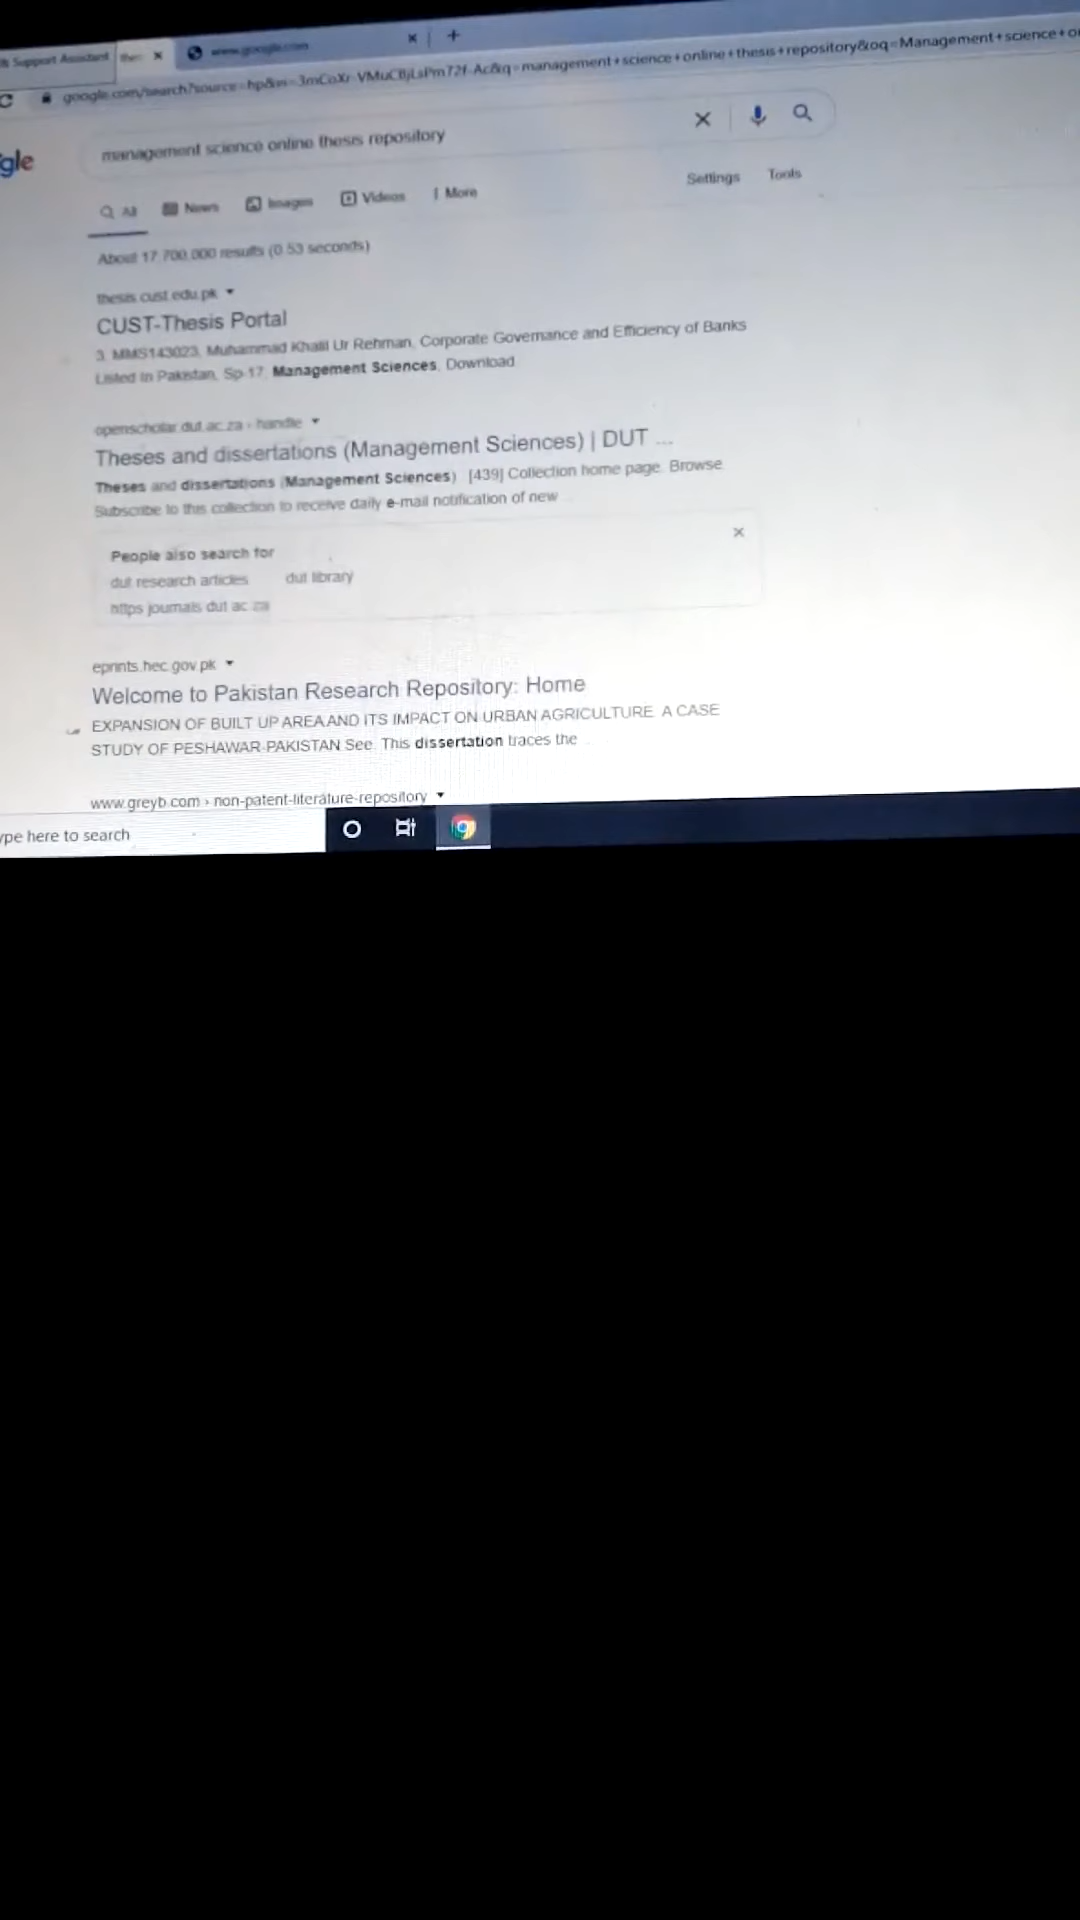 Support Assistant
www.google.com
google.com/search?source=hp&ei=3mCoXr-VMuCBjLsPm72f-Ac&q=management+science+online+thesis+repository&oq=Management+science+o
gle
management science online thesis repository
All News Images Videos More Settings Tools
About 17,700,000 results (0.53 seconds)
thesis.cust.edu.pk
CUST-Thesis Portal
3, MMS143023, Muhammad Khalil Ur Rehman, Corporate Governance and Efficiency of Banks
Listed In Pakistan, Sp-17, Management Sciences, Download
openscholar.dut.ac.za › handle
Theses and dissertations (Management Sciences) | DUT ...
Theses and dissertations (Management Sciences) [439] Collection home page. Browse
Subscribe to this collection to receive daily e-mail notification of new
People also search for
dut research articles dut library
https journals dut ac za
eprints.hec.gov.pk
Welcome to Pakistan Research Repository: Home
EXPANSION OF BUILT UP AREA AND ITS IMPACT ON URBAN AGRICULTURE: A CASE
STUDY OF PESHAWAR-PAKISTAN See. This dissertation traces the
www.greyb.com › non-patent-literature-repository
ype here to search